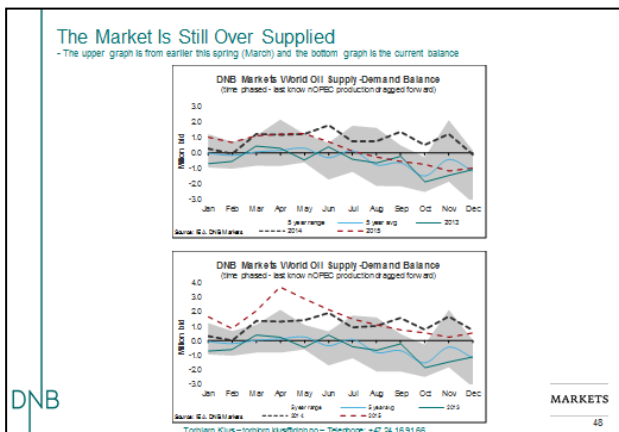 The Market Is Still Over Supplied
- The upper graph is from earlier this spring (March) and the bottom graph is the current balance
DNB Markets World Oil Supply-Demand Balance
(time phased - last know nOPEC production dragged forward)
Million b/d
3.0
2.0
1.0
0.0
-1.0
-2.0
-3.0
Jan Feb Mar Apr May Jun Jul Aug Sep Oct Nov Dec
5 year range 5 year avg 2013
2014 2015
Source: IEA, DNB Markets
DNB Markets World Oil Supply-Demand Balance
(time phased - last know nOPEC production dragged forward)
Million b/d
4.0
3.0
2.0
1.0
0.0
-1.0
-2.0
-3.0
Jan Feb Mar Apr May Jun Jul Aug Sep Oct Nov Dec
5 year range 5 year avg 2013
2014 2015
Source: IEA, DNB Markets
DNB
MARKETS
48